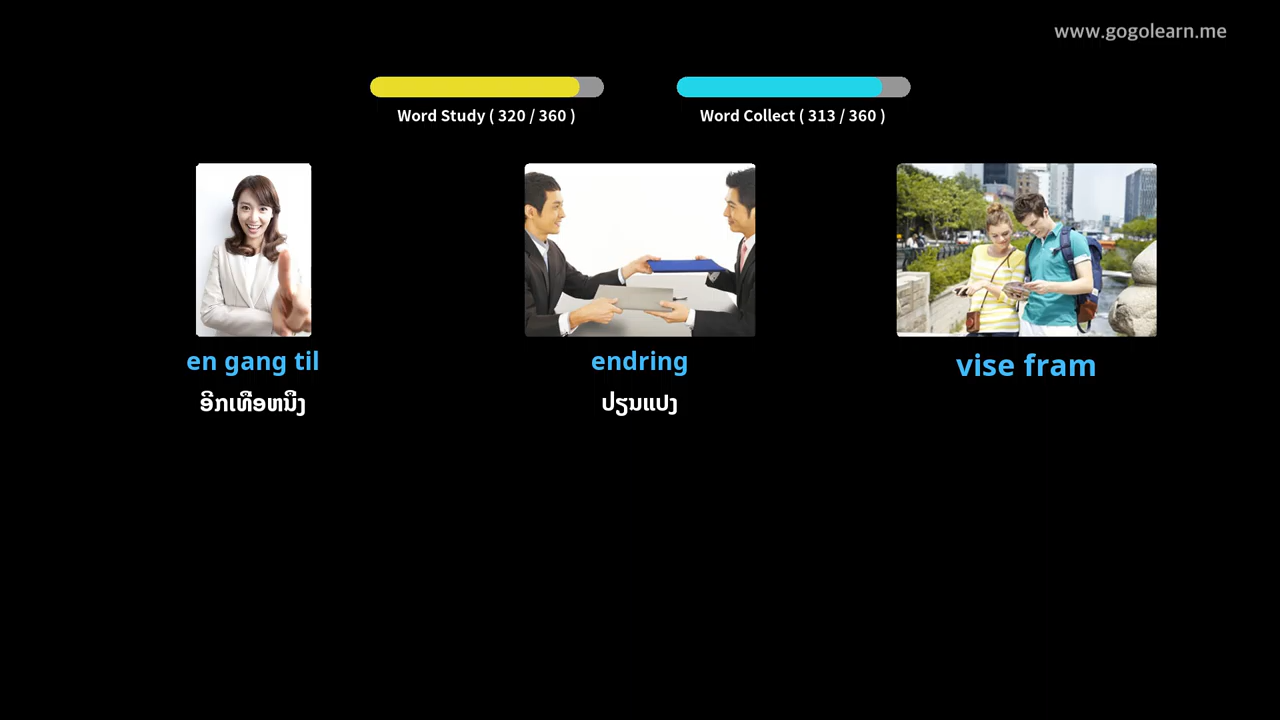 www.gogolearn.me
Word Study ( 320 / 360 )
Word Collect ( 313 / 360 )
en gang til
endring
vise fram
ອີກເທື່ອຫນຶ່ງ
ປຽນແປງ